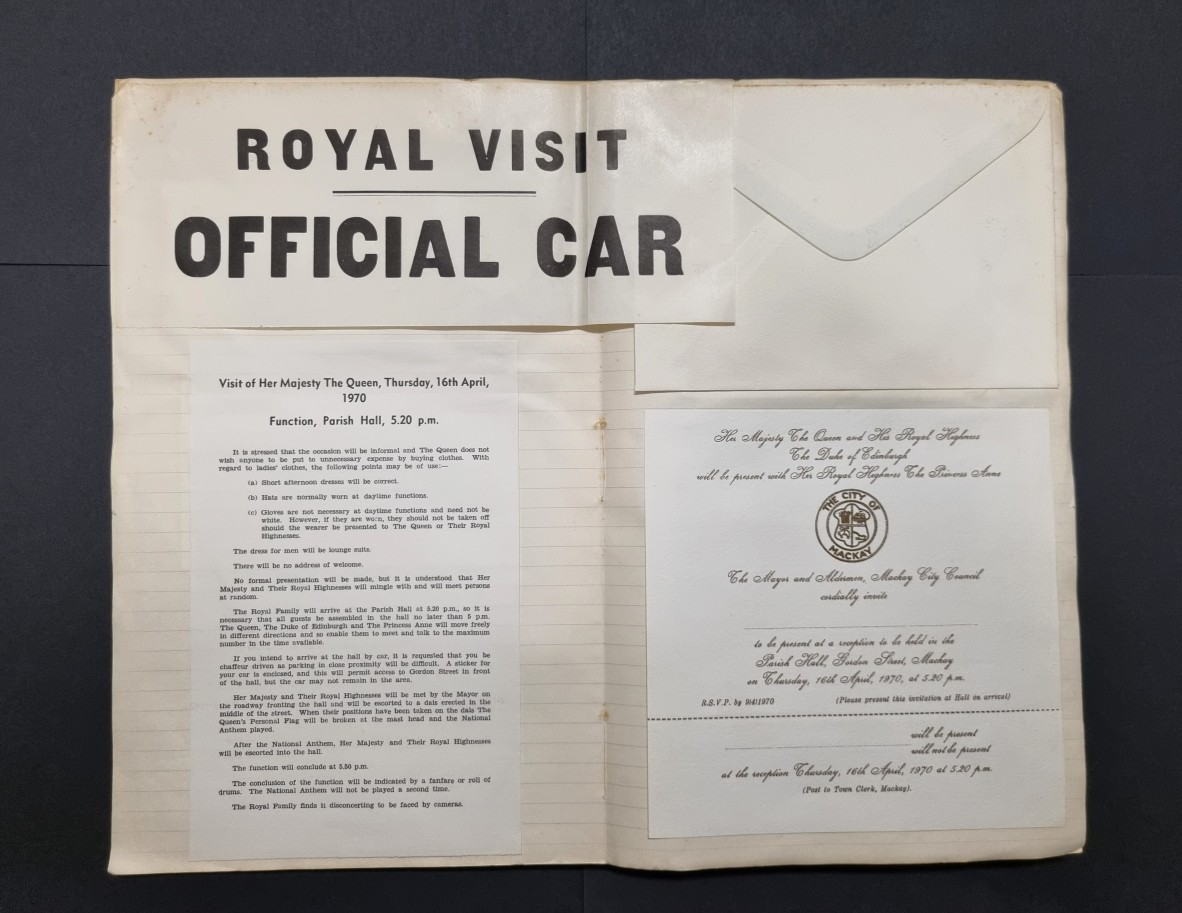 ROYAL VISIT
OFFICIAL CAR
Visit of Her Majesty The Queen, Thursday, 16th April,
1970
Function, Parish Hall, 5.20 p.m.
It is stressed that the occasion will be informal and The Queen does not
wish anyone to be put to unnecessary expense by buying clothes. With
regard to ladies' clothes, the following points may be of use:—
(a) Short afternoon dresses will be correct.
(b) Hats are normally worn at daytime functions.
(c) Gloves are not necessary at daytime functions and need not be
white. However, if they are worn, they should not be taken off
should the wearer be presented to The Queen or Their Royal
Highnesses.
The dress for men will be lounge suits.
There will be no address of welcome.
No formal presentation will be made, but it is understood that Her
Majesty and Their Royal Highnesses will mingle with and will meet persons
at random.
The Royal Family will arrive at the Parish Hall at 5.20 p.m., so it is
necessary that all guests be assembled in the hall no later than 5 p.m.
The Queen, The Duke of Edinburgh and The Princess Anne will move freely
in different directions and so enable them to meet and talk to the maximum
number in the time available.
If you intend to arrive at the hall by car, it is requested that you be
chaffeur driven as parking in close proximity will be difficult. A sticker for
your car is enclosed, and this will permit access to Gordon Street in front
of the hall, but the car may not remain in the area.
Her Majesty and Their Royal Highnesses will be met by the Mayor on
the roadway fronting the hall and will be escorted to a dais erected in the
middle of the street. When their positions have been taken on the dais The
Queen's Personal Flag will be broken at the mast head and the National
Anthem played.
After the National Anthem, Her Majesty and Their Royal Highnesses
will be escorted into the hall.
The function will conclude at 5.50 p.m.
The conclusion of the function will be indicated by a fanfare or roll of
drums. The National Anthem will not be played a second time.
The Royal Family finds it disconcerting to be faced by cameras.
Her Majesty The Queen and His Royal Highness
The Duke of Edinburgh
will be present with Her Royal Highness The Princess Anne
THE CITY OF
MACKAY
The Mayor and Aldermen, Mackay City Council
cordially invite
to be present at a reception to be held in the
Parish Hall, Gordon Street, Mackay
on Thursday, 16th April, 1970, at 5.20 p.m.
R.S.V.P. by 9/4/1970 (Please present this invitation at Hall on arrival)
will be present
will not be present
at the reception Thursday, 16th April, 1970 at 5.20 p.m.
(Post to Town Clerk, Mackay).